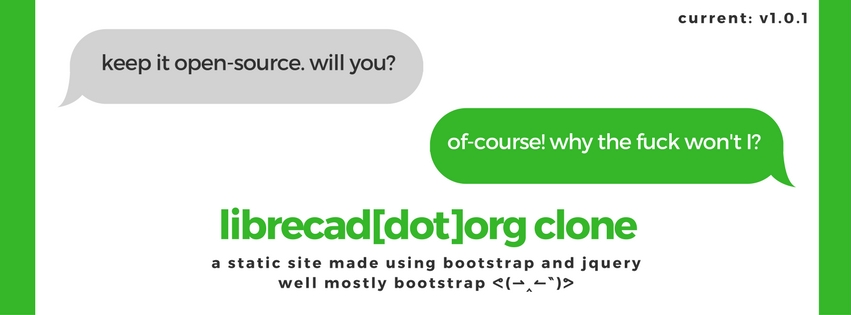 current: v1.0.1
keep it open-source. will you?
of-course! why the fuck won't I?
librecad[dot]org clone
a static site made using bootstrap and jquery
well mostly bootstrap ᕙ(⇀‸↼‶)ᕗ